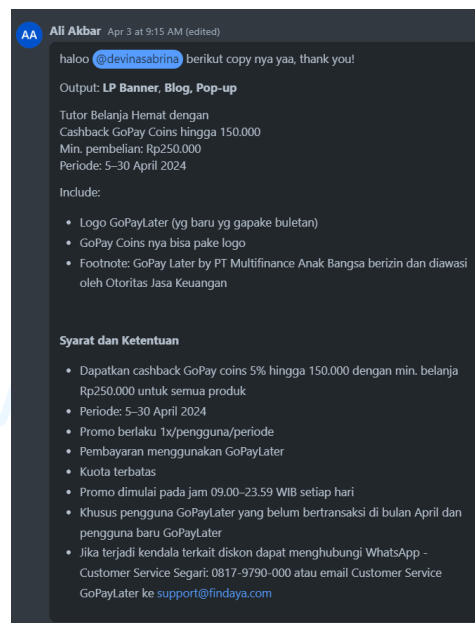 AA
Ali Akbar Apr 3 at 9:15 AM (edited)
haloo @devinasabrina berikut copy nya yaa, thank you!
Output: LP Banner, Blog, Pop-up
Tutor Belanja Hemat dengan
Cashback GoPay Coins hingga 150.000
Min. pembelian: Rp250.000
Periode: 5–30 April 2024
Include:
• Logo GoPayLater (yg baru yg gapake buletan)
• GoPay Coins nya bisa pake logo
• Footnote: GoPay Later by PT Multifinance Anak Bangsa berizin dan diawasi
oleh Otoritas Jasa Keuangan
Syarat dan Ketentuan
• Dapatkan cashback GoPay coins 5% hingga 150.000 dengan min. belanja
Rp250.000 untuk semua produk
• Periode: 5–30 April 2024
• Promo berlaku 1x/pengguna/periode
• Pembayaran menggunakan GoPayLater
• Kuota terbatas
• Promo dimulai pada jam 09.00–23.59 WIB setiap hari
• Khusus pengguna GoPayLater yang belum bertransaksi di bulan April dan
pengguna baru GoPayLater
• Jika terjadi kendala terkait diskon dapat menghubungi WhatsApp -
Customer Service Segari: 0817-9790-000 atau email Customer Service
GoPayLater ke support@findaya.com